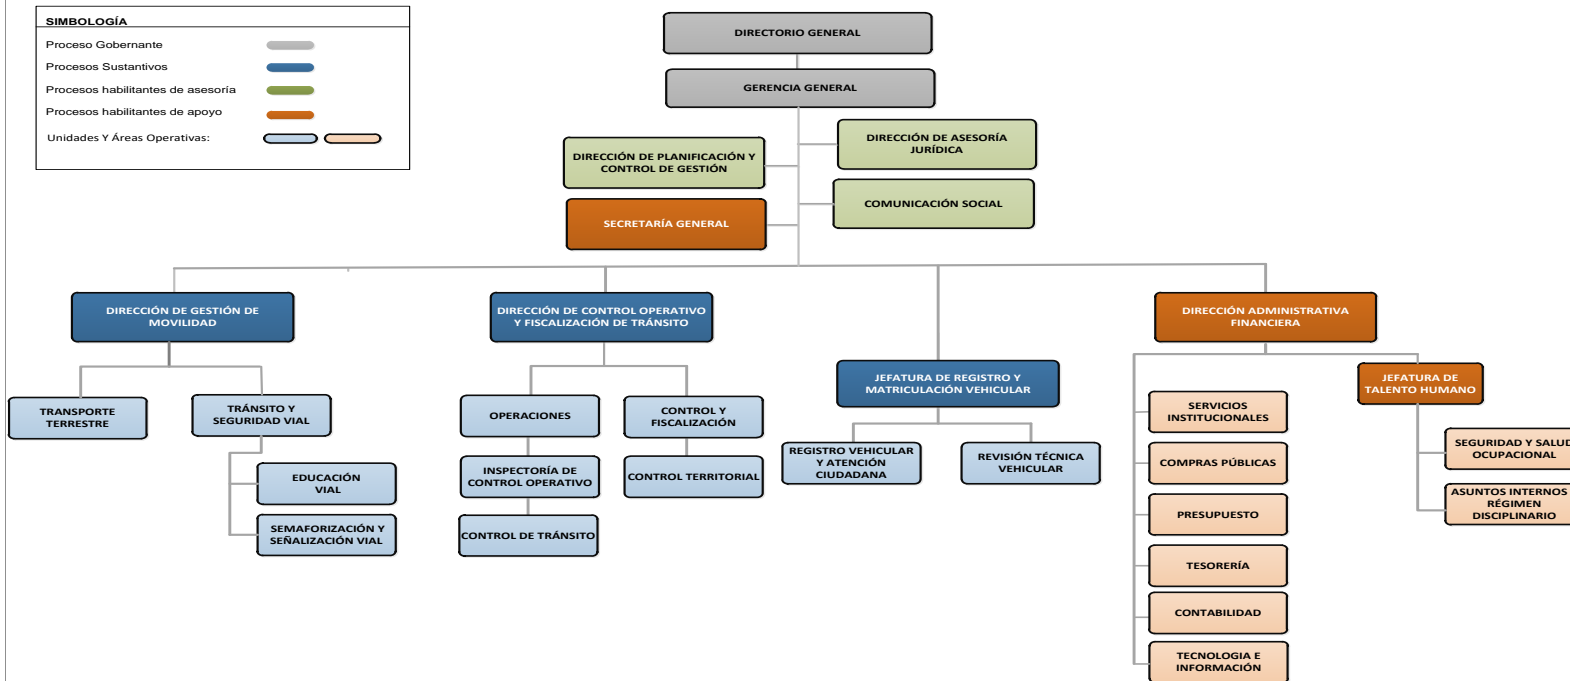 SIMBOLOGÍA
Proceso Gobernante
Procesos Sustantivos
Procesos habilitantes de asesoría
Procesos habilitantes de apoyo
Unidades Y Áreas Operativas:
DIRECTORIO GENERAL
GERENCIA GENERAL
DIRECCIÓN DE ASESORÍA
JURÍDICA
DIRECCIÓN DE PLANIFICACIÓN Y
CONTROL DE GESTIÓN
COMUNICACIÓN SOCIAL
SECRETARÍA GENERAL
DIRECCIÓN DE GESTIÓN DE
MOVILIDAD
TRANSPORTE
TERRESTRE
TRÁNSITO Y
SEGURIDAD VIAL
EDUCACIÓN
VIAL
SEMAFORIZACIÓN Y
SEÑALIZACIÓN VIAL
DIRECCIÓN DE CONTROL OPERATIVO
Y FISCALIZACIÓN DE TRÁNSITO
OPERACIONES
INSPECTORÍA DE
CONTROL OPERATIVO
CONTROL DE TRÁNSITO
CONTROL Y
FISCALIZACIÓN
CONTROL TERRITORIAL
JEFATURA DE REGISTRO Y
MATRICULACIÓN VEHICULAR
REGISTRO VEHICULAR
Y ATENCIÓN
CIUDADANA
REVISIÓN TÉCNICA
VEHICULAR
DIRECCIÓN ADMINISTRATIVA
FINANCIERA
SERVICIOS
INSTITUCIONALES
COMPRAS PÚBLICAS
PRESUPUESTO
TESORERÍA
CONTABILIDAD
TECNOLOGIA E
INFORMACIÓN
JEFATURA DE
TALENTO HUMANO
SEGURIDAD Y SALUD
OCUPACIONAL
ASUNTOS INTERNOS
RÉGIMEN
DISCIPLINARIO